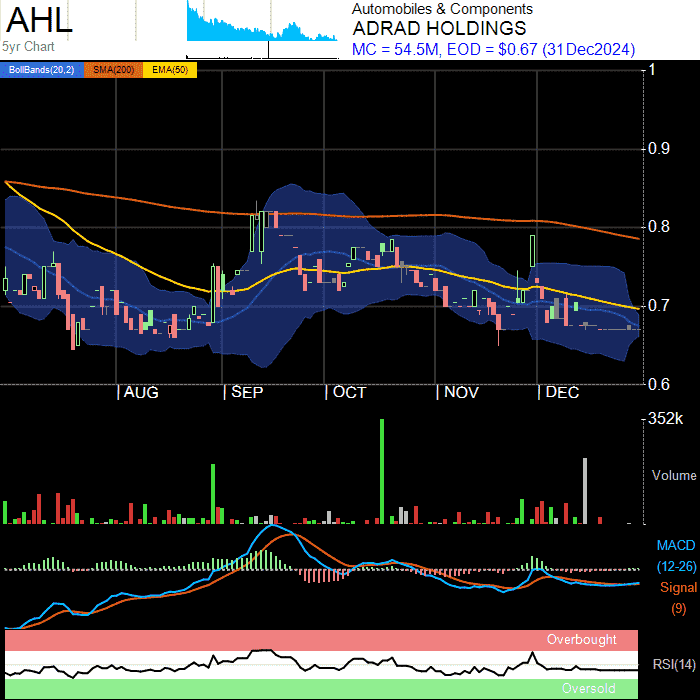 AHL
5yr Chart
Automobiles & Components
ADRAD HOLDINGS
MC = 54.5M, EOD = $0.67 (31Dec2024)
BollBands(20,2) SMA(200) EMA(50)
1
0.9
0.8
0.7
0.6
AUG SEP OCT NOV DEC
352k
Volume
MACD
(12-26)
Signal
(9)
Overbought
RSI(14)
Oversold